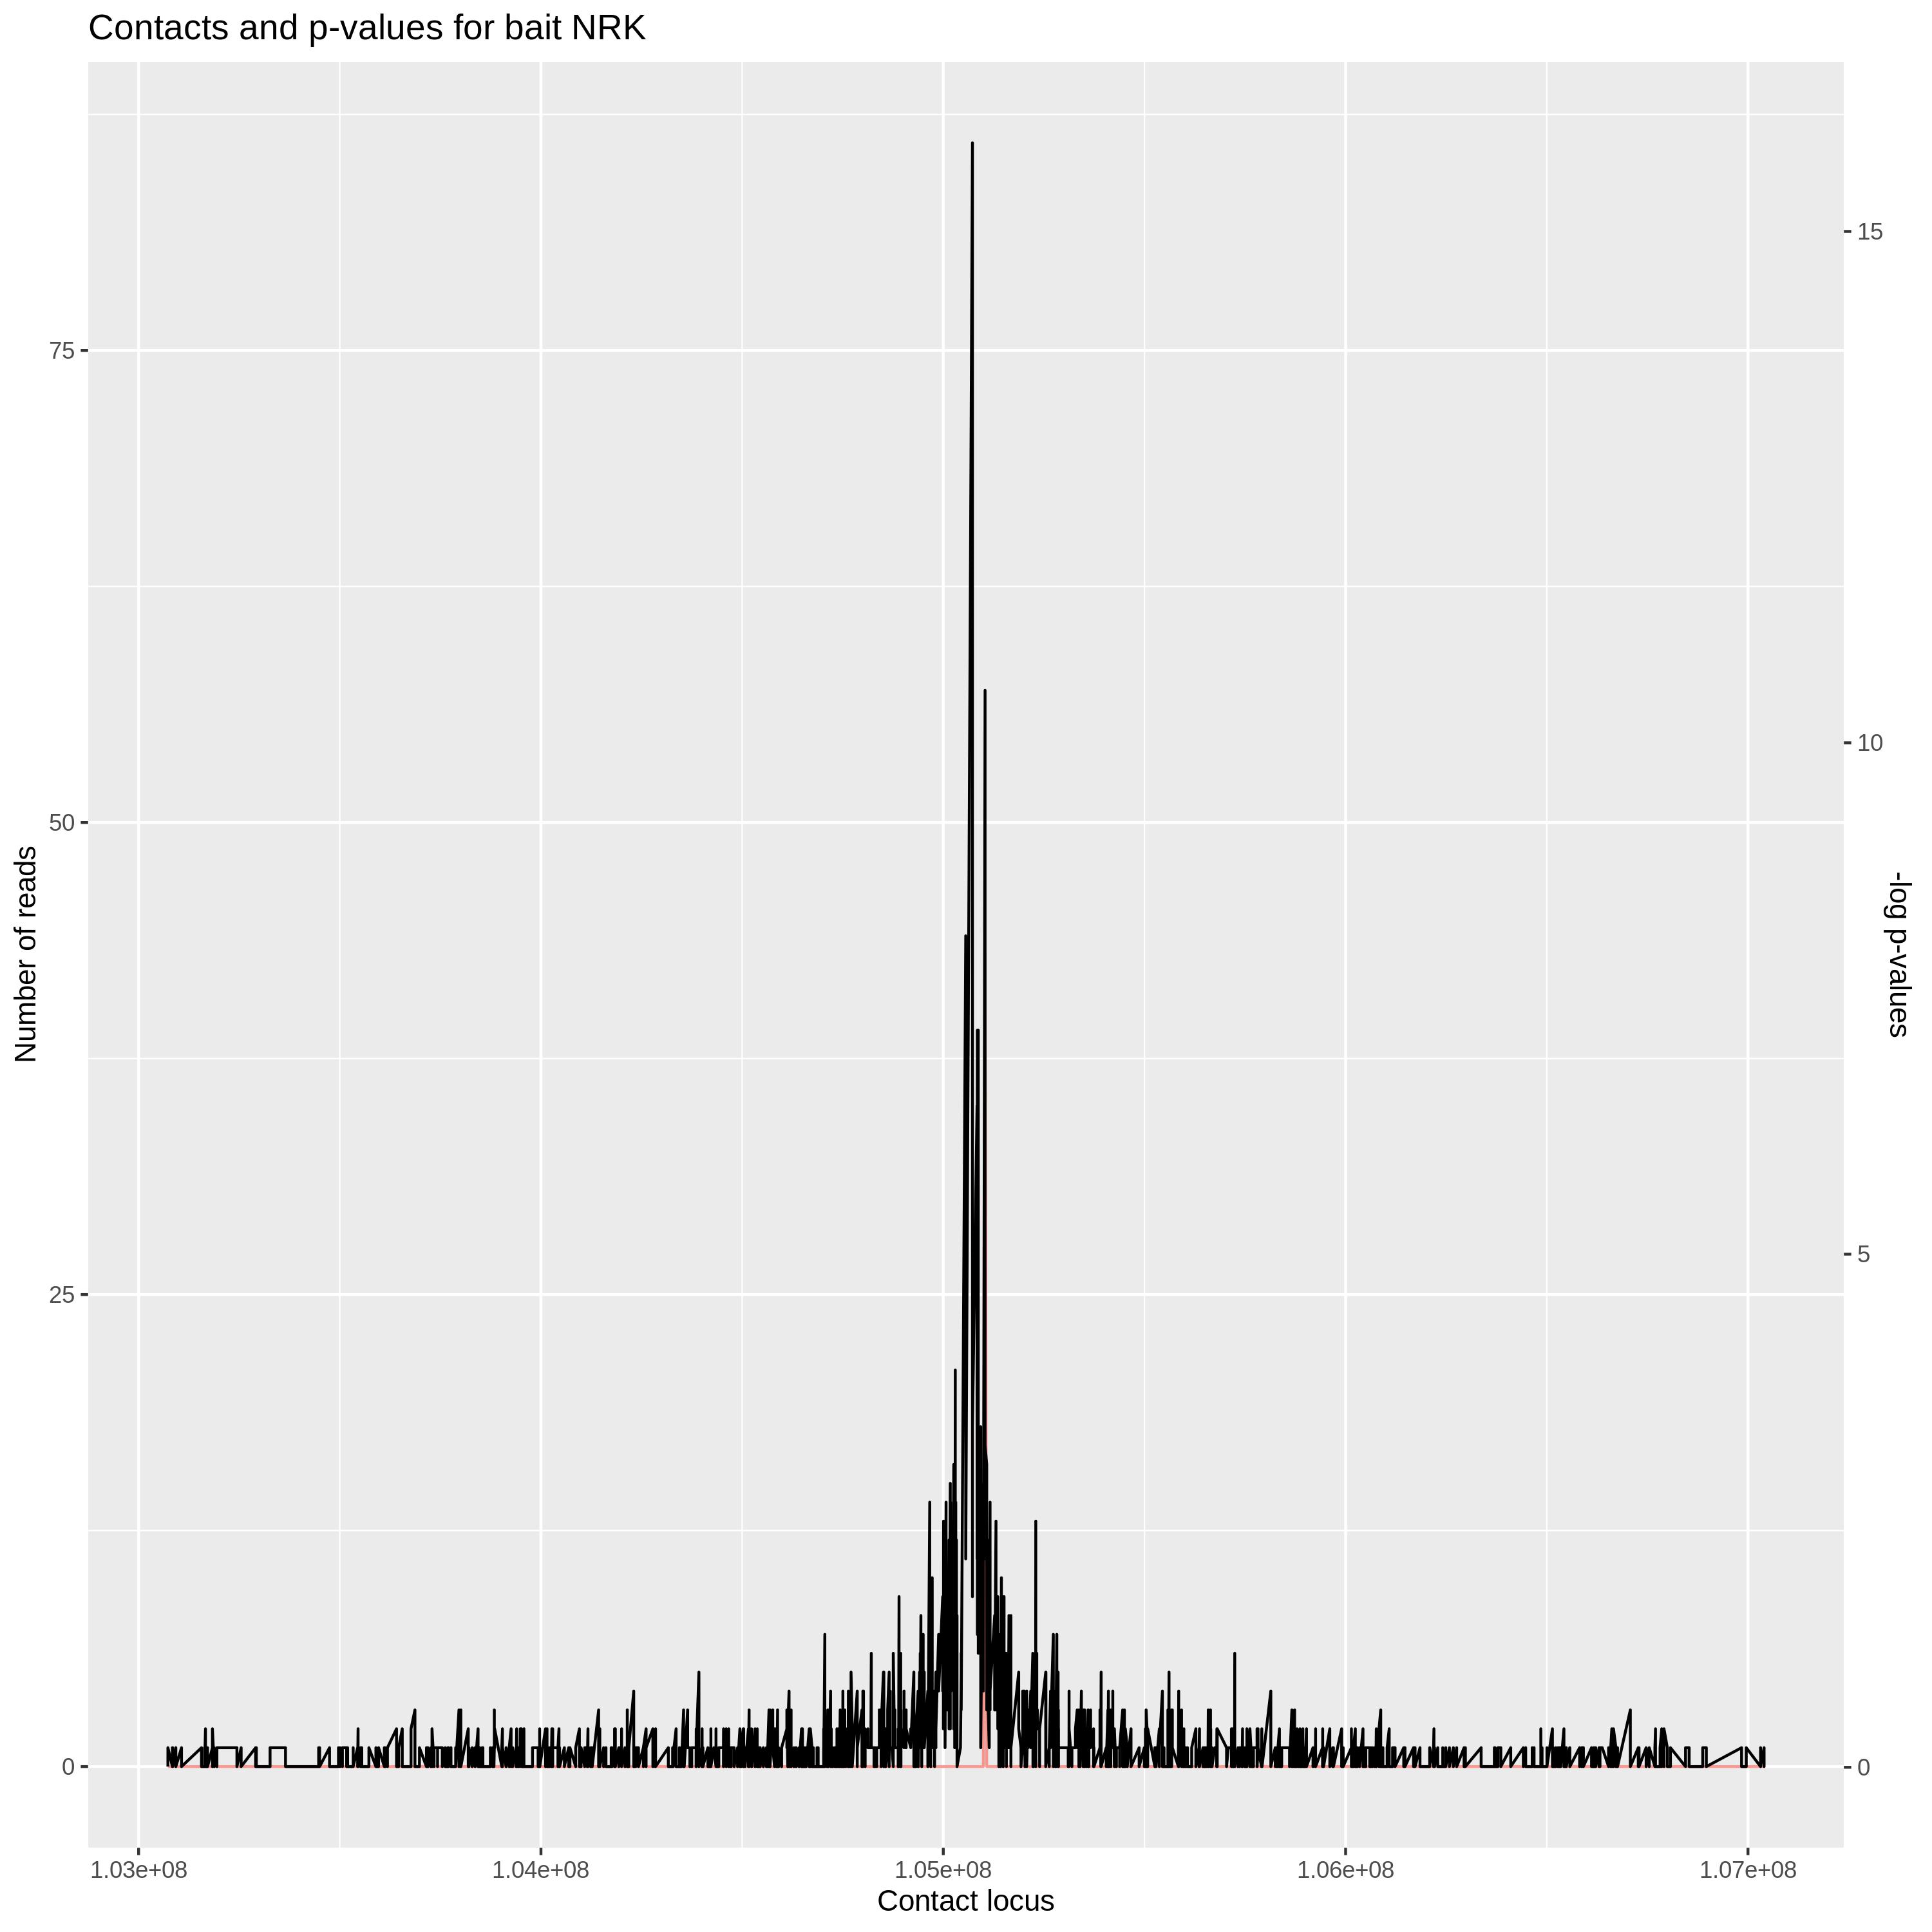 Contacts and p-values for bait NRK
75
50
25
0
Number of reads
15
10
5
0
-log p-values
1.03e+08
1.04e+08
1.05e+08
1.06e+08
1.07e+08
Contact locus